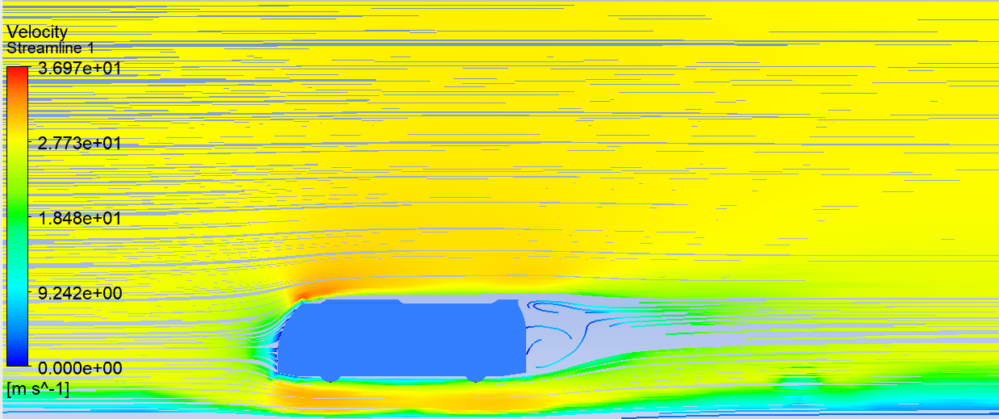 Velocity
Streamline 1
3.697e+01
2.773e+01
1.848e+01
9.242e+00
0.000e+00
[m s^-1]